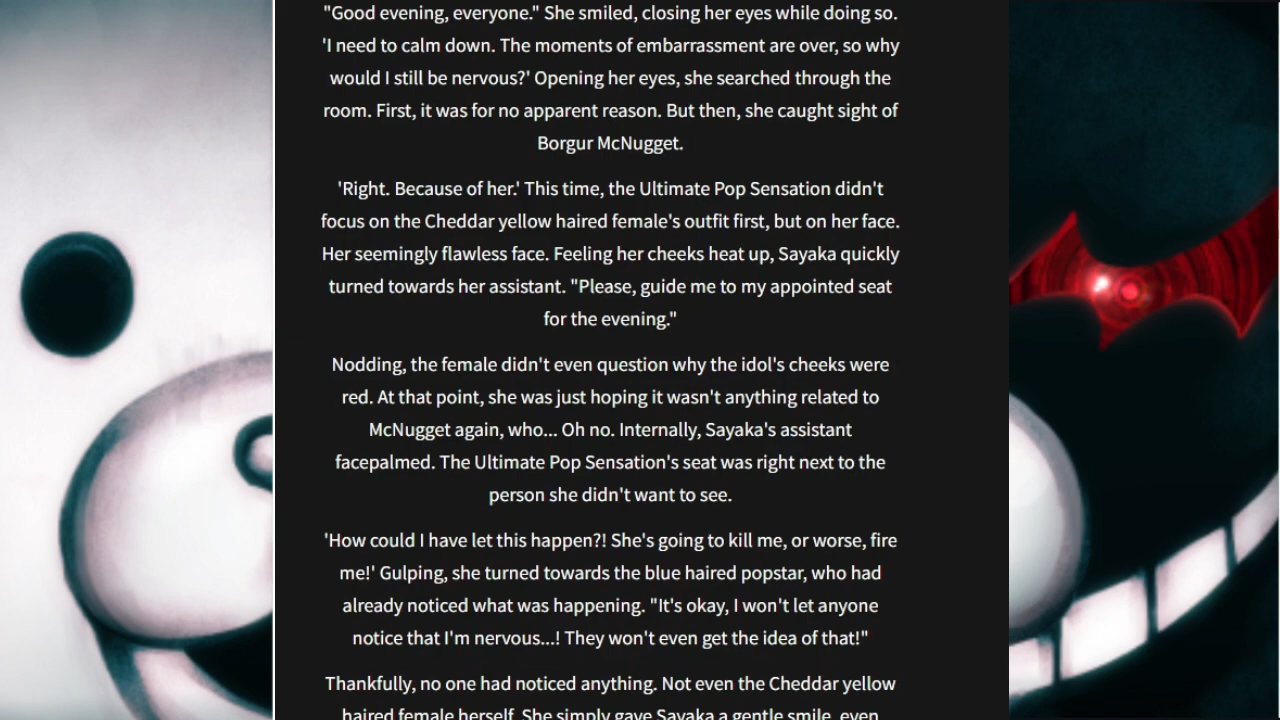 "Good evening, everyone." She smiled, closing her eyes while doing so.
'I need to calm down. The moments of embarrassment are over, so why
would I still be nervous?' Opening her eyes, she searched through the
room. First, it was for no apparent reason. But then, she caught sight of
Borgur McNugget.
'Right. Because of her.' This time, the Ultimate Pop Sensation didn't
focus on the Cheddar yellow haired female's outfit first, but on her face.
Her seemingly flawless face. Feeling her cheeks heat up, Sayaka quickly
turned towards her assistant. "Please, guide me to my appointed seat
for the evening."
Nodding, the female didn't even question why the idol's cheeks were
red. At that point, she was just hoping it wasn't anything related to
McNugget again, who... Oh no. Internally, Sayaka's assistant
facepalmed. The Ultimate Pop Sensation's seat was right next to the
person she didn't want to see.
'How could I have let this happen?! She's going to kill me, or worse, fire
me!' Gulping, she turned towards the blue haired popstar, who had
already noticed what was happening. "It's okay, I won't let anyone
notice that I'm nervous...! They won't even get the idea of that!"
Thankfully, no one had noticed anything. Not even the Cheddar yellow
haired female herself. She simply gave Sayaka a gentle smile, even